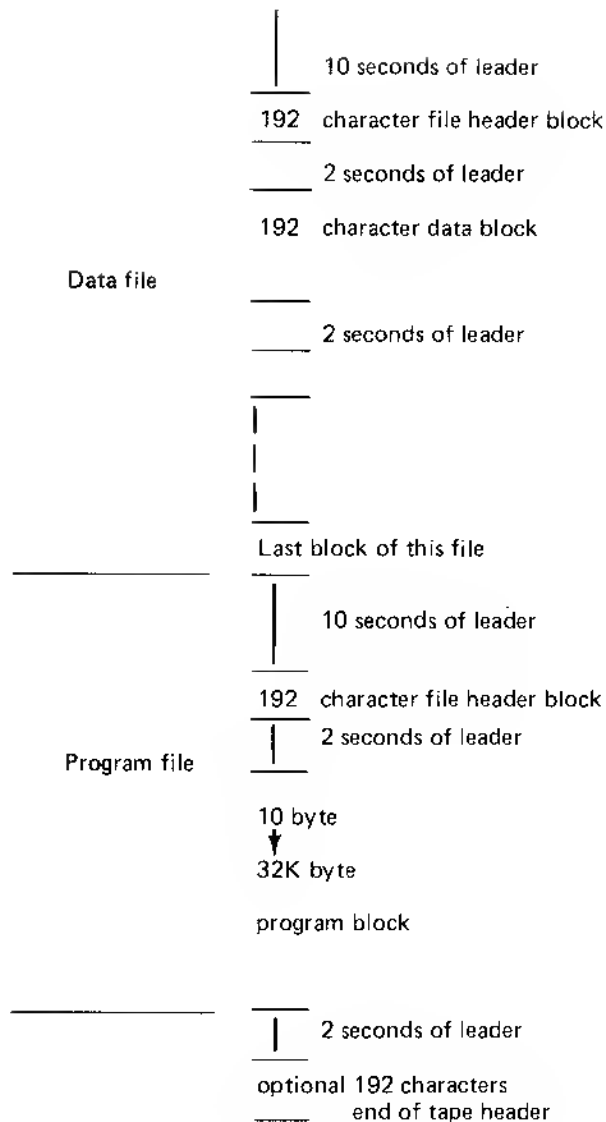 10 seconds of leader
192 character file header block
2 seconds of leader
192 character data block
Data file
2 seconds of leader
Last block of this file
10 seconds of leader
192 character file header block
2 seconds of leader
Program file
10 byte
32K byte
program block
2 seconds of leader
optional 192 characters
end of tape header